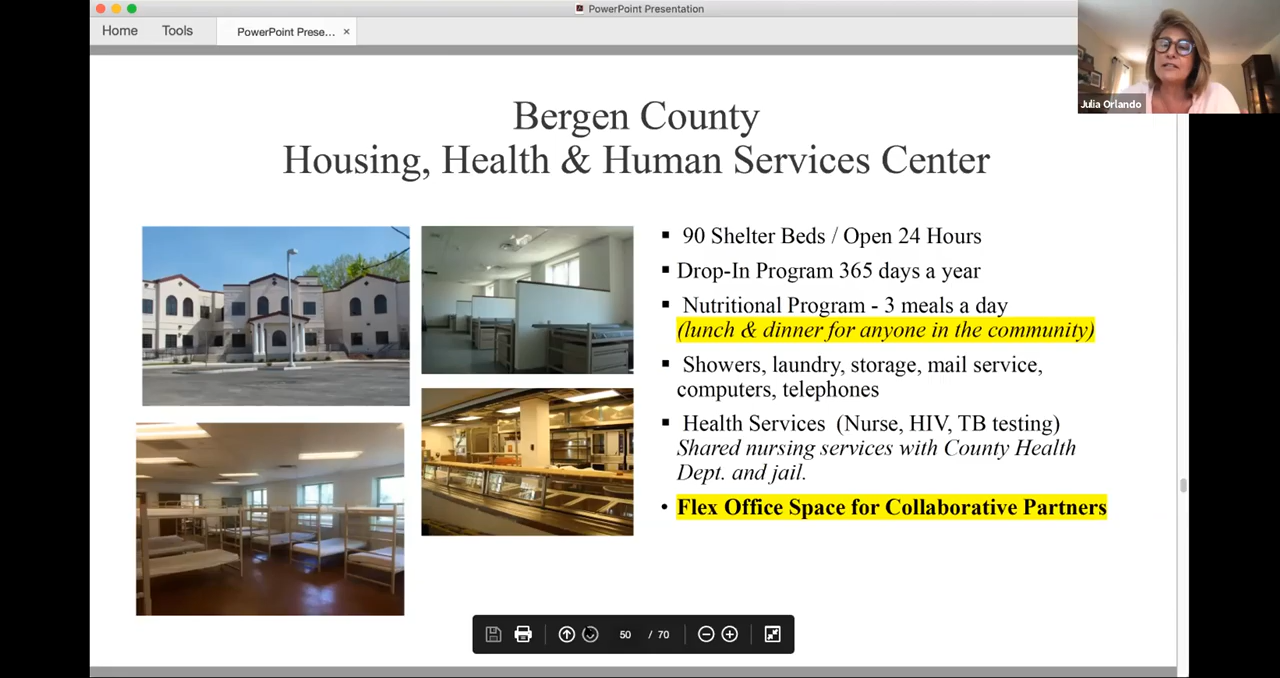 PowerPoint Presentation
Home
Tools
PowerPoint Prese... ×
Julia Orlando
Bergen County
Housing, Health & Human Services Center
▪ 90 Shelter Beds / Open 24 Hours
▪ Drop-In Program 365 days a year
▪ Nutritional Program - 3 meals a day
(lunch & dinner for anyone in the community)
▪ Showers, laundry, storage, mail service,
computers, telephones
▪ Health Services (Nurse, HIV, TB testing)
Shared nursing services with County Health
Dept. and jail.
• Flex Office Space for Collaborative Partners
50 / 70